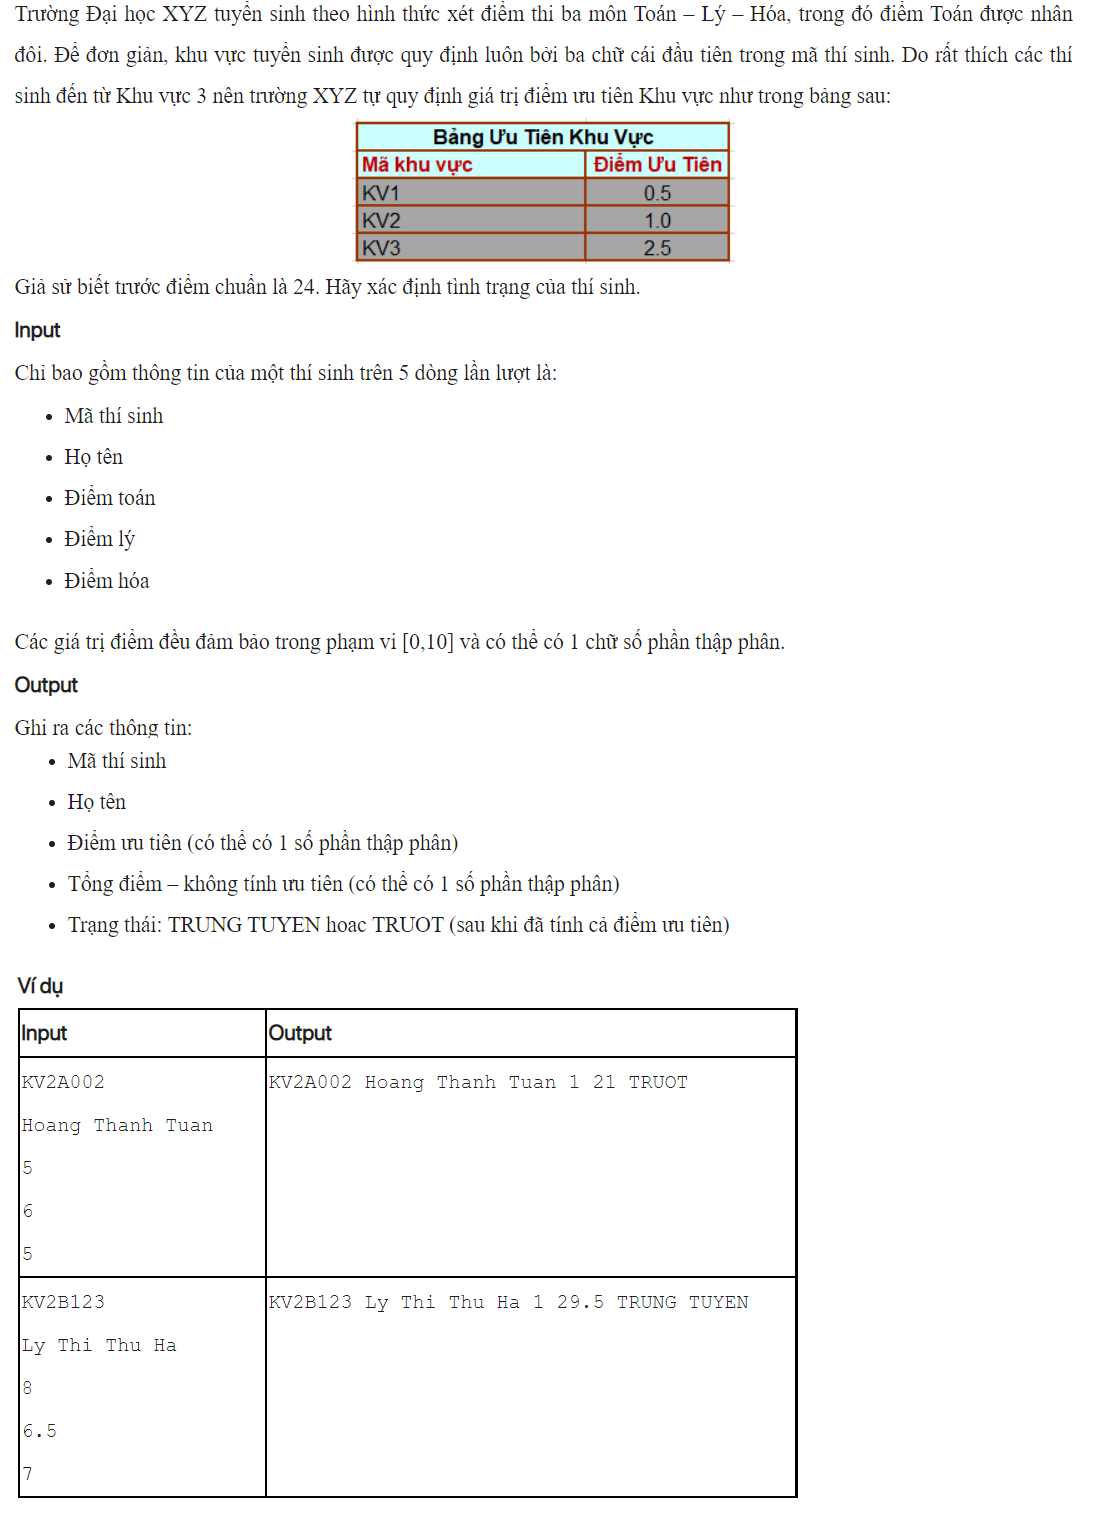 Trường Đại học XYZ tuyển sinh theo hình thức xét điểm thi ba môn Toán – Lý – Hóa, trong đó điểm Toán được nhân
đôi. Để đơn giản, khu vực tuyển sinh được quy định luôn bởi ba chữ cái đầu tiên trong mã thí sinh. Do rất thích các thí
sinh đến từ Khu vực 3 nên trường XYZ tự quy định giá trị điểm ưu tiên Khu vực như trong bảng sau:
Bảng Ưu Tiên Khu Vực
Mã khu vực Điểm Ưu Tiên
KV1 0.5
KV2 1.0
KV3 2.5
Giả sử biết trước điểm chuẩn là 24. Hãy xác định tình trạng của thí sinh.
Input
Chỉ bao gồm thông tin của một thí sinh trên 5 dòng lần lượt là:
• Mã thí sinh
• Họ tên
• Điểm toán
• Điểm lý
• Điểm hóa
Các giá trị điểm đều đảm bảo trong phạm vi [0,10] và có thể có 1 chữ số phần thập phân.
Output
Ghi ra các thông tin:
• Mã thí sinh
• Họ tên
• Điểm ưu tiên (có thể có 1 số phần thập phân)
• Tổng điểm – không tính ưu tiên (có thể có 1 số phần thập phân)
• Trạng thái: TRUNG TUYEN hoac TRUOT (sau khi đã tính cả điểm ưu tiên)
Ví dụ
Input Output
KV2A002 KV2A002 Hoang Thanh Tuan 1 21 TRUOT
Hoang Thanh Tuan
5
6
5
KV2B123 KV2B123 Ly Thi Thu Ha 1 29.5 TRUNG TUYEN
Ly Thi Thu Ha
8
6.5
7